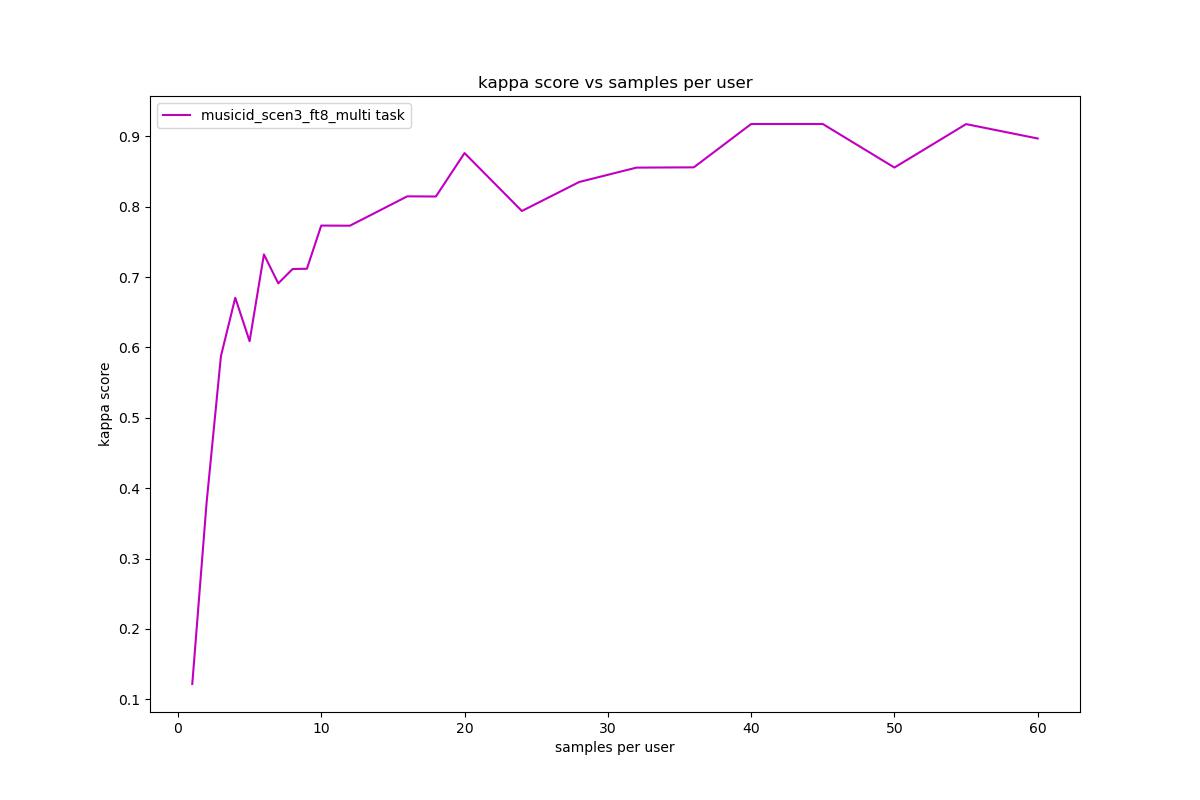 kappa score vs samples per user
musicid_scen3_ft8_multi task
kappa score
0.9
0.8
0.7
0.6
0.5
0.4
0.3
0.2
0.1
0 10 20 30 40 50 60
samples per user